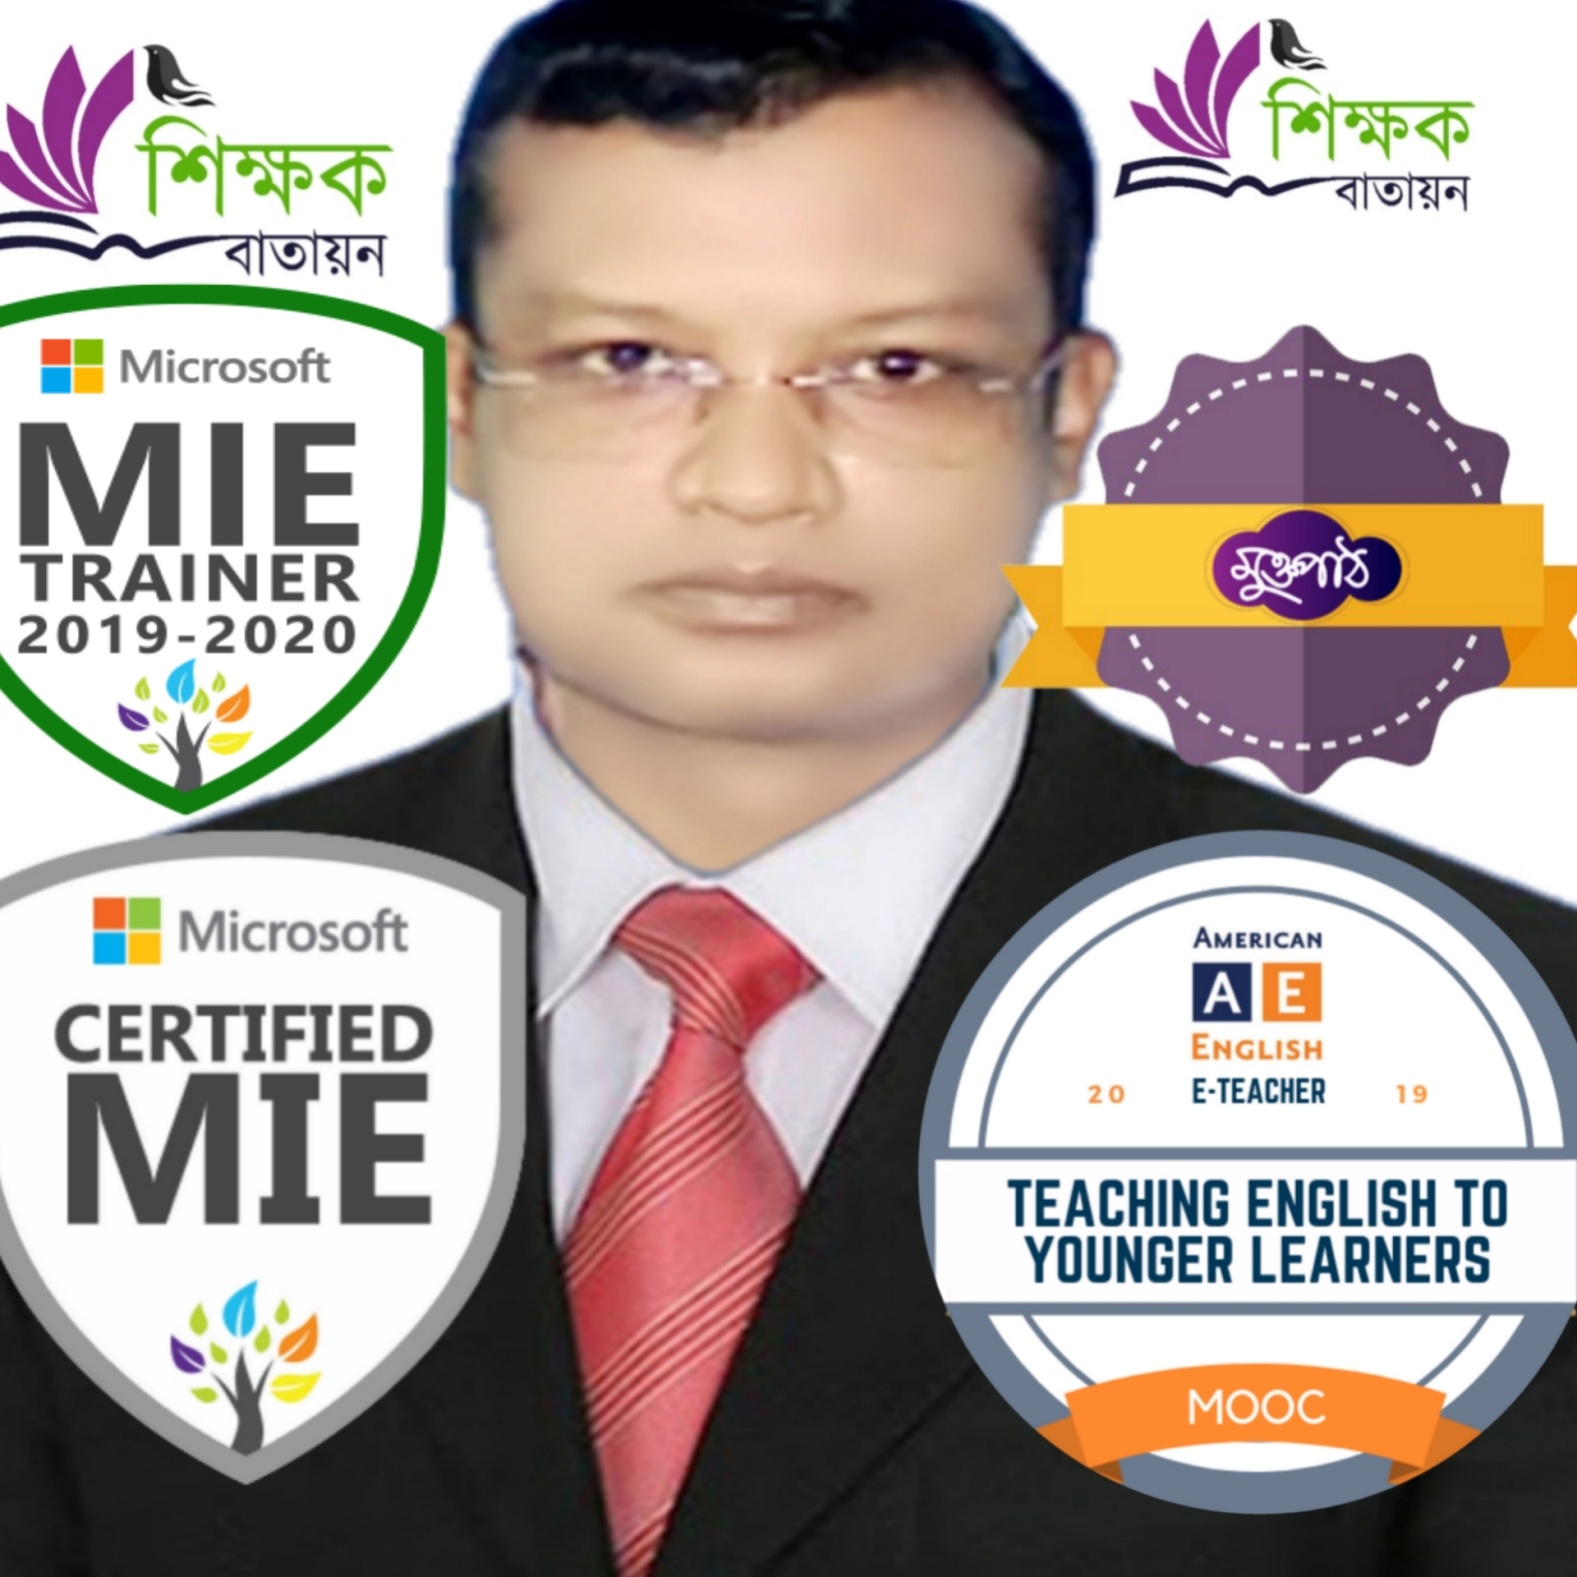 শিক্ষক
বাতায়ন
শিক্ষক
বাতায়ন
Microsoft
MIE
TRAINER
2019-2020
মুক্তপাঠ
Microsoft
CERTIFIED
MIE
AMERICAN
A E
ENGLISH
20 E-TEACHER 19
TEACHING ENGLISH TO
YOUNGER LEARNERS
MOOC